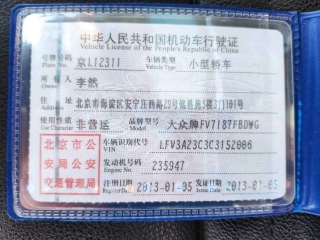 中华人民共和国机动车行驶证
Vehicle License of the People's Republic of China
号牌号码 京L12311 车辆类型 小型轿车
Plate No. Vehicle Type
所有人 李然
Owner
住址 北京市海淀区安宁庄西路29号
Address
使用性质 非营运 品牌型号 大众牌FV7187FBDWG
Use Character Model
北京市公
安局公安
交通管理局
车辆识别代号 LFV3A23C3C3152006
VIN
发动机号码 235947
Engine No.
注册日期 2013-01-05 发证日期 2013-01-05
Register Date Issue Date